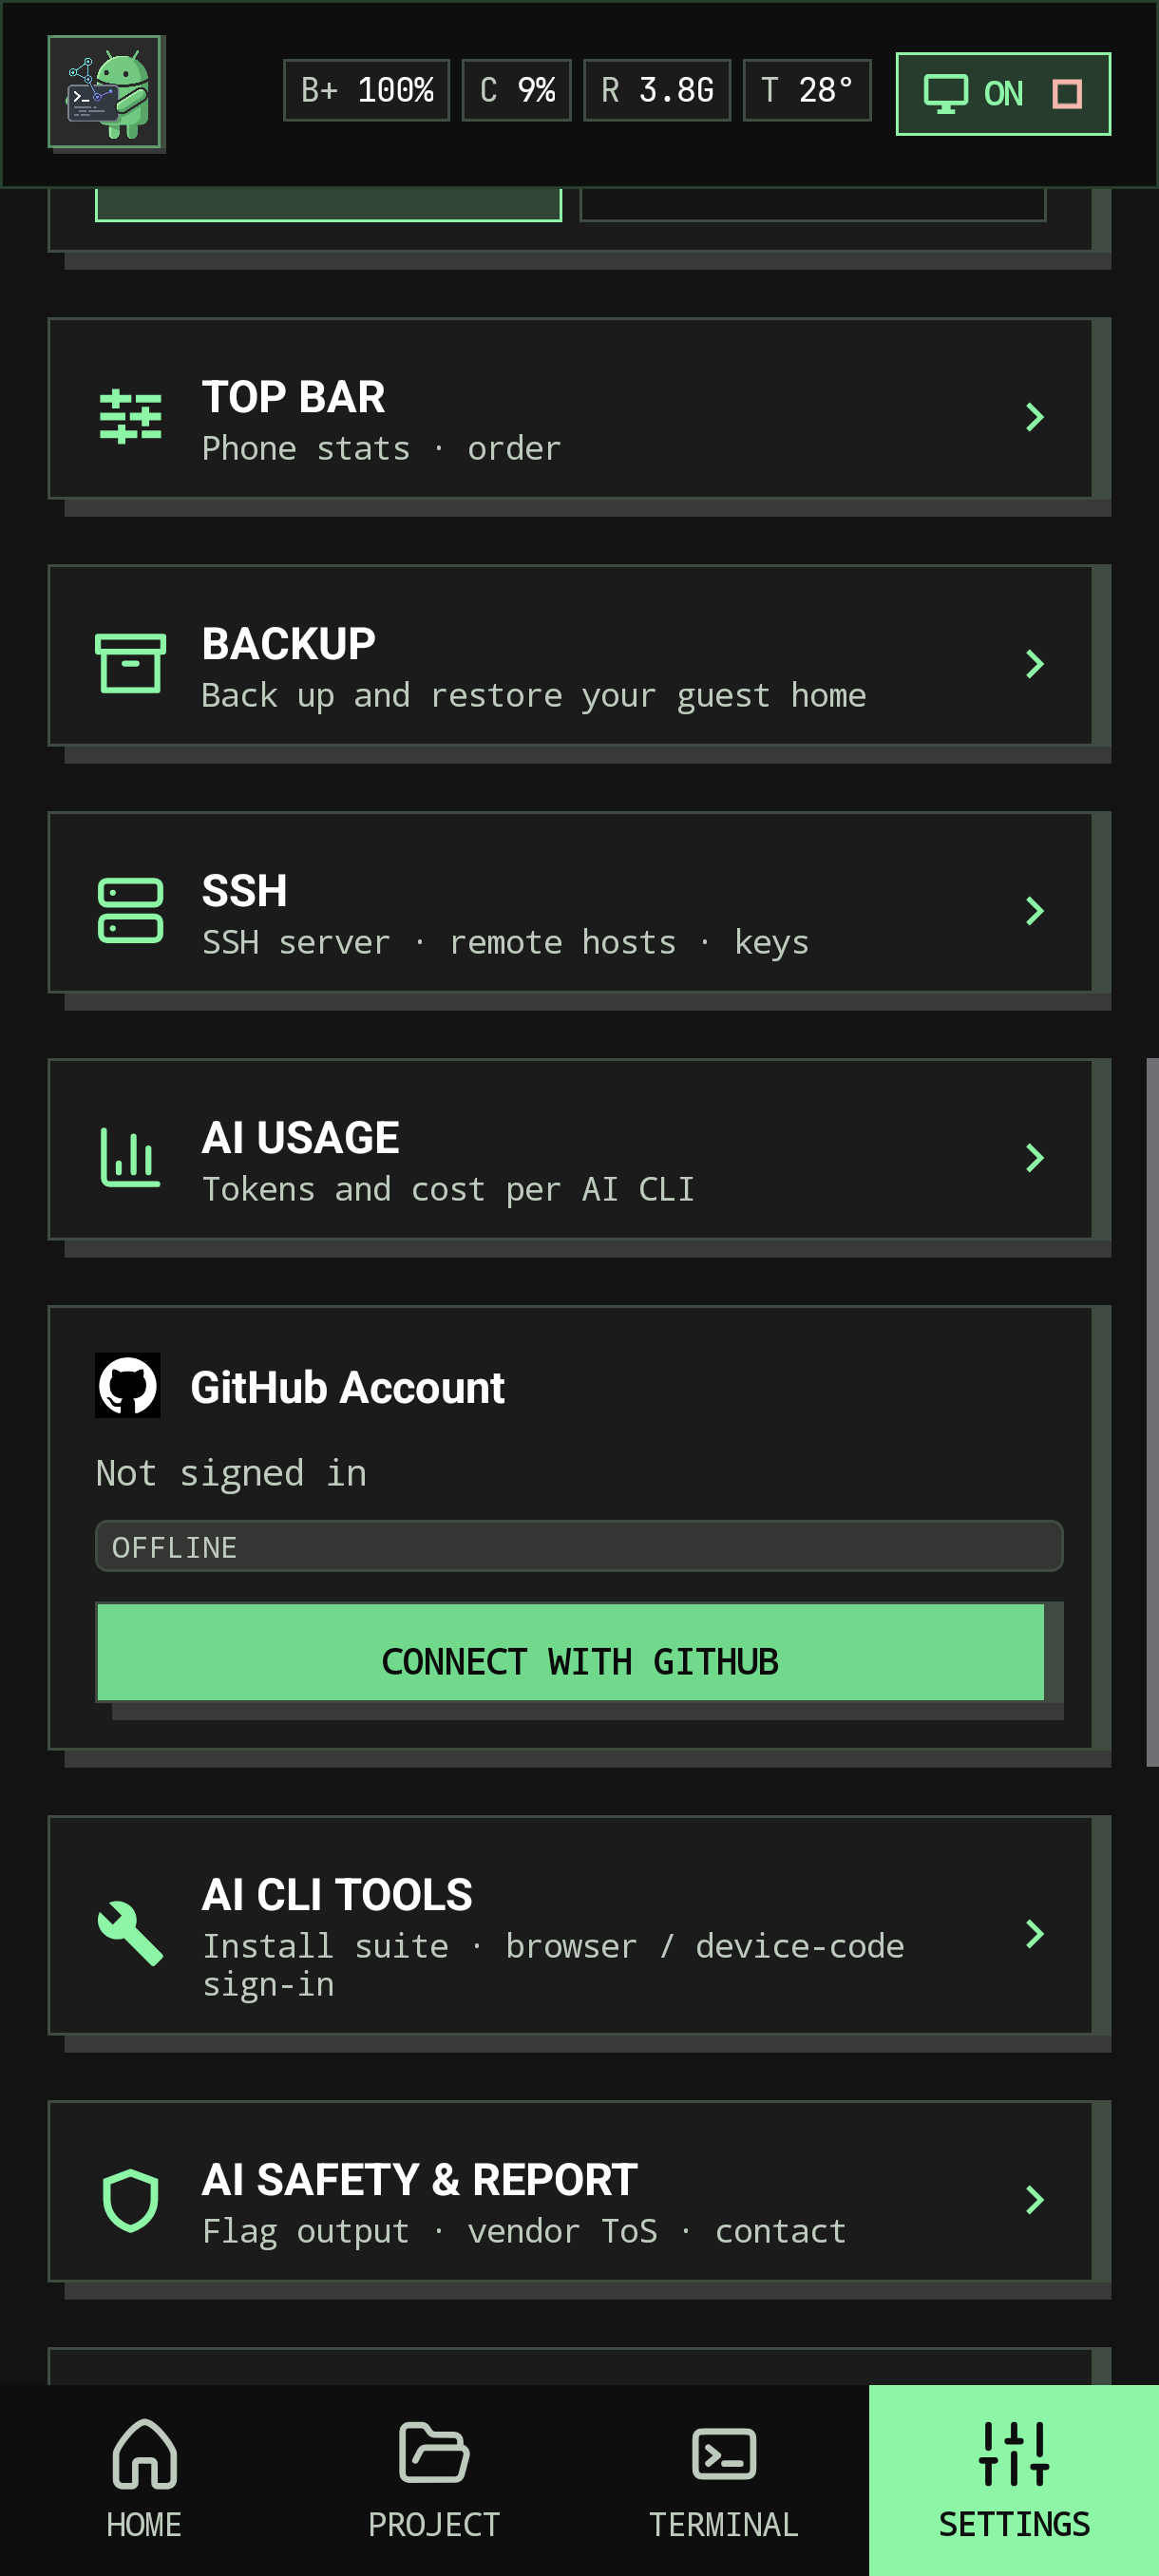 B+ 100% C 9% R 3.8G T 28° ON
TOP BAR
Phone stats · order
BACKUP
Back up and restore your guest home
SSH
SSH server · remote hosts · keys
AI USAGE
Tokens and cost per AI CLI
GitHub Account
Not signed in
OFFLINE
CONNECT WITH GITHUB
AI CLI TOOLS
Install suite · browser / device-code
sign-in
AI SAFETY & REPORT
Flag output · vendor ToS · contact
HOME PROJECT TERMINAL SETTINGS